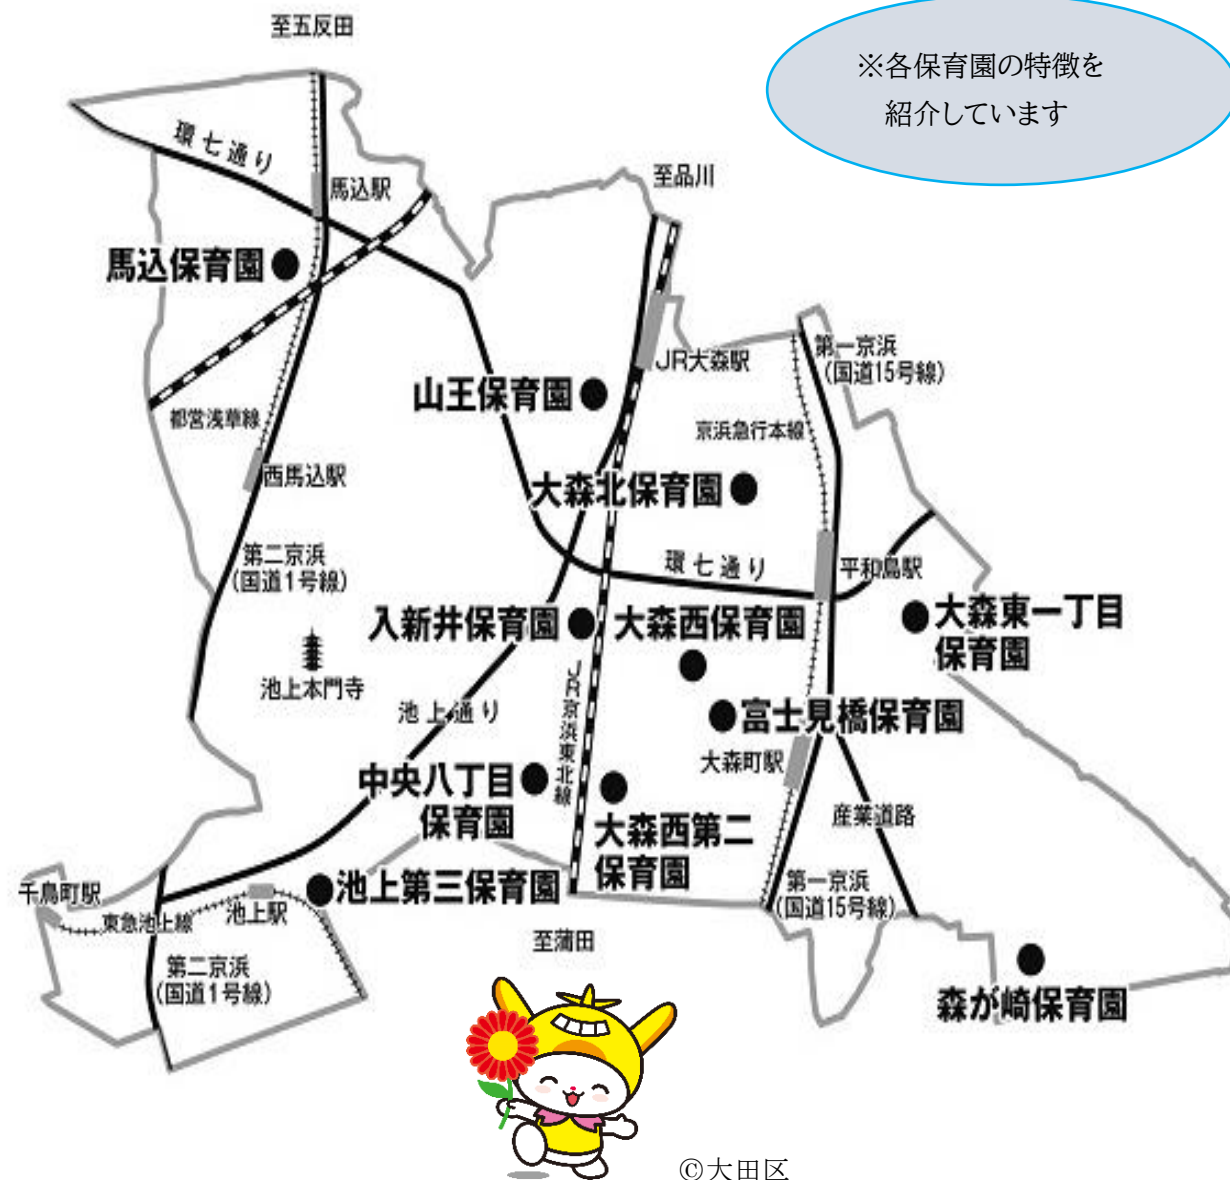 至五反田
※各保育園の特徴を
紹介しています
環七通り
馬込駅
至品川
馬込保育園
JR大森駅
第一京浜
(国道15号線)
山王保育園
都営浅草線
京浜急行本線
西馬込駅
大森北保育園
第二京浜
(国道1号線)
環七通り
平和島駅
入新井保育園
大森西保育園
大森東一丁目
保育園
池上本門寺
池上通り
JR京浜東北線
富士見橋保育園
大森町駅
中央八丁目
保育園
大森西第二
保育園
産業道路
千鳥町駅
東急池上線
池上駅
池上第三保育園
第一京浜
(国道15号線)
至蒲田
第二京浜
(国道1号線)
森が崎保育園
©大田区